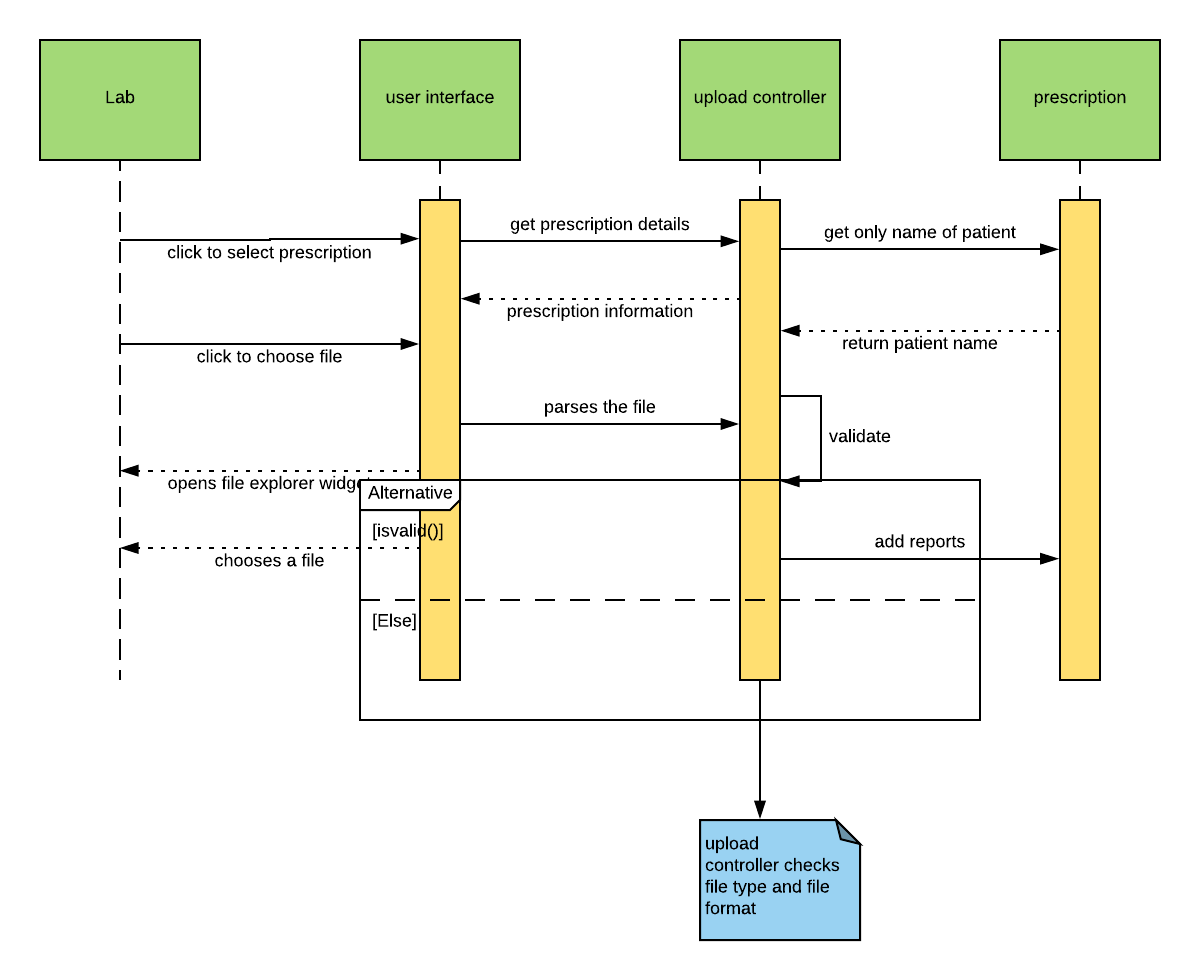 Lab
user interface
upload controller
prescription
get prescription details
get only name of patient
click to select prescription
prescription information
return patient name
click to choose file
parses the file
validate
opens file explorer widget
Alternative
[isvalid()]
add reports
chooses a file
[Else]
upload
controller checks
file type and file
format